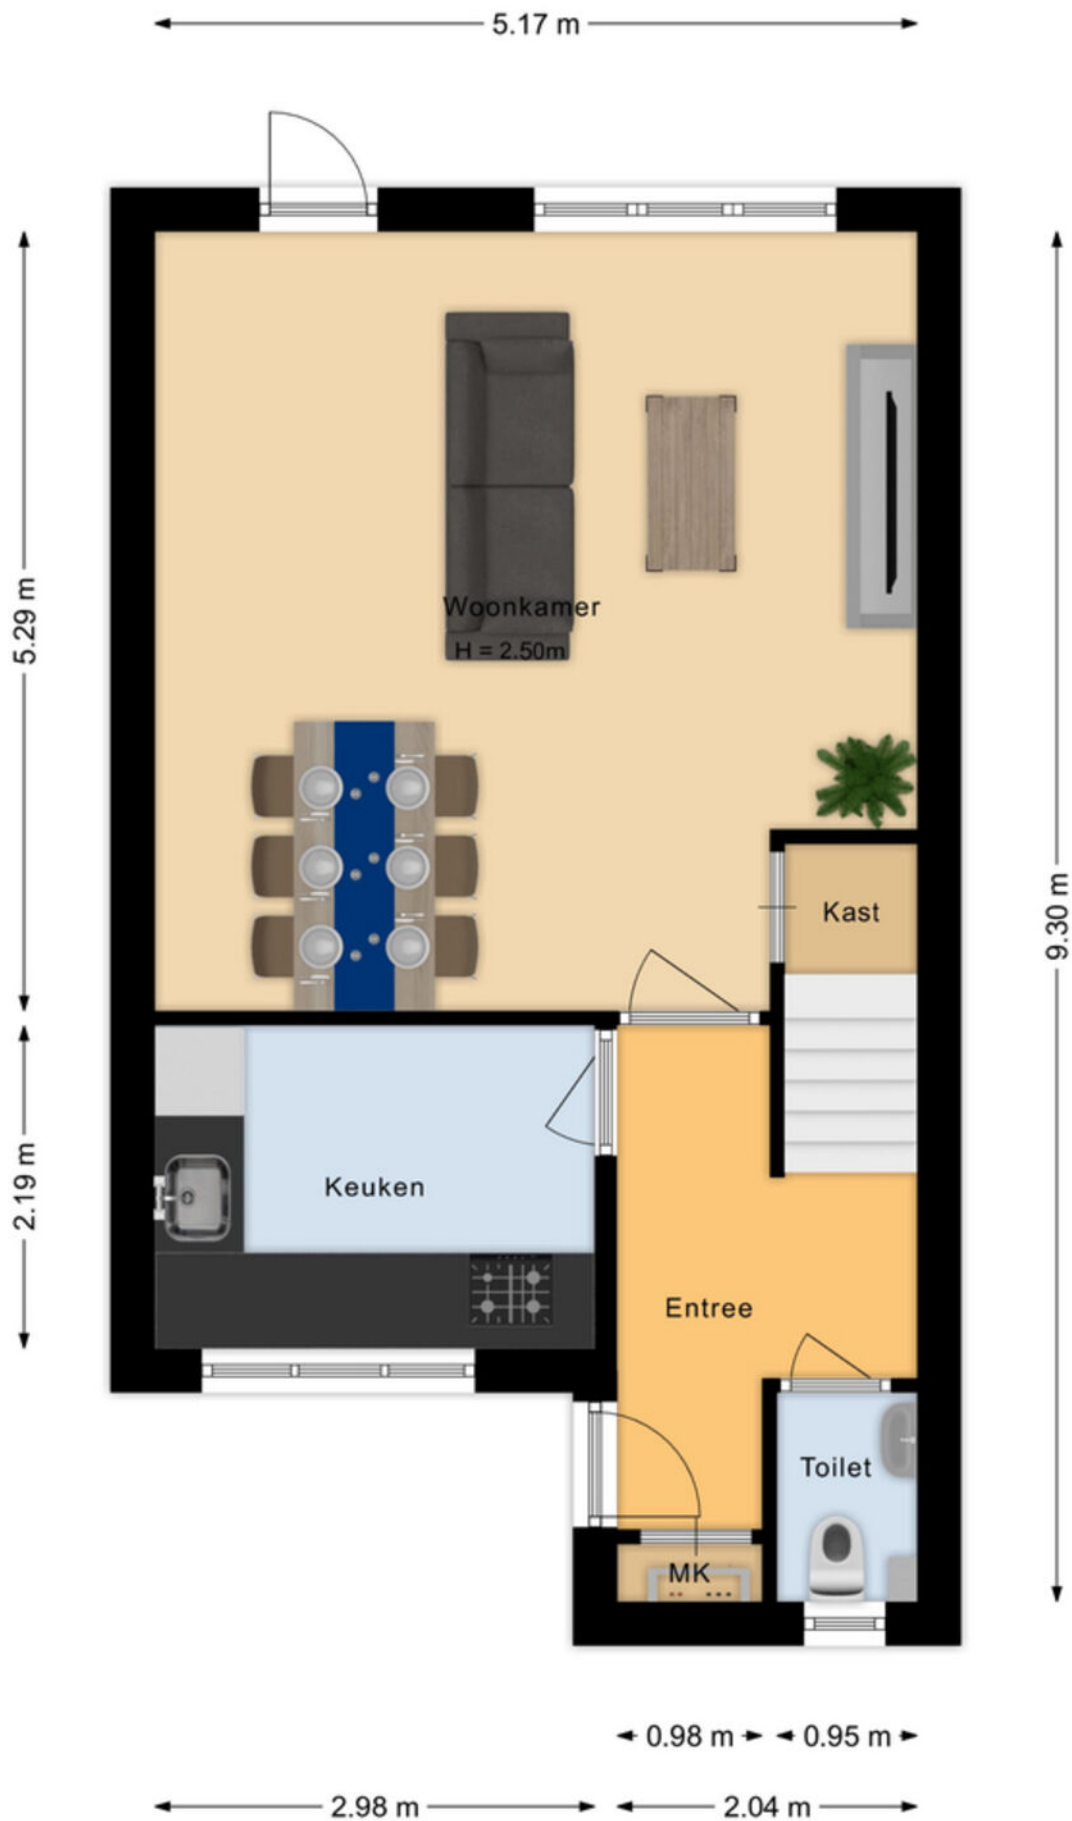 5.17 m
5.29 m
Woonkamer
H = 2.50m
9.30 m
Kast
2.19 m
Keuken
Entree
Toilet
MK
0.98 m
0.95 m
2.98 m
2.04 m